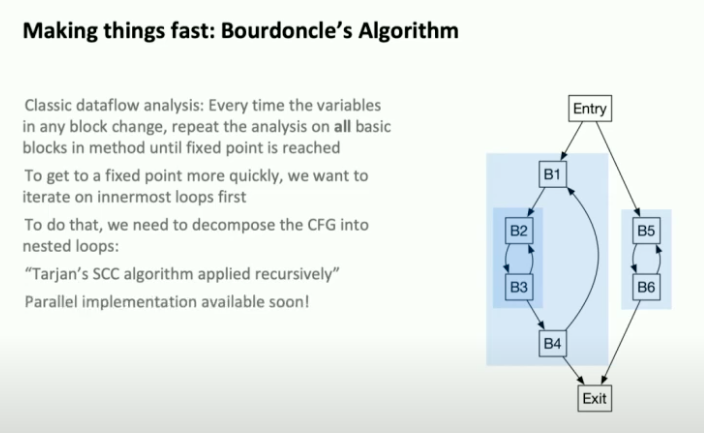 Making things fast: Bourdoncle's Algorithm
Classic dataflow analysis: Every time the variables
in any block change, repeat the analysis on all basic
blocks in method until fixed point is reached
To get to a fixed point more quickly, we want to
iterate on innermost loops first
To do that, we need to decompose the CFG into
nested loops:
"Tarjan's SCC algorithm applied recursively"
Parallel implementation available soon!
Entry
B1
B2
B5
B3
B6
B4
Exit